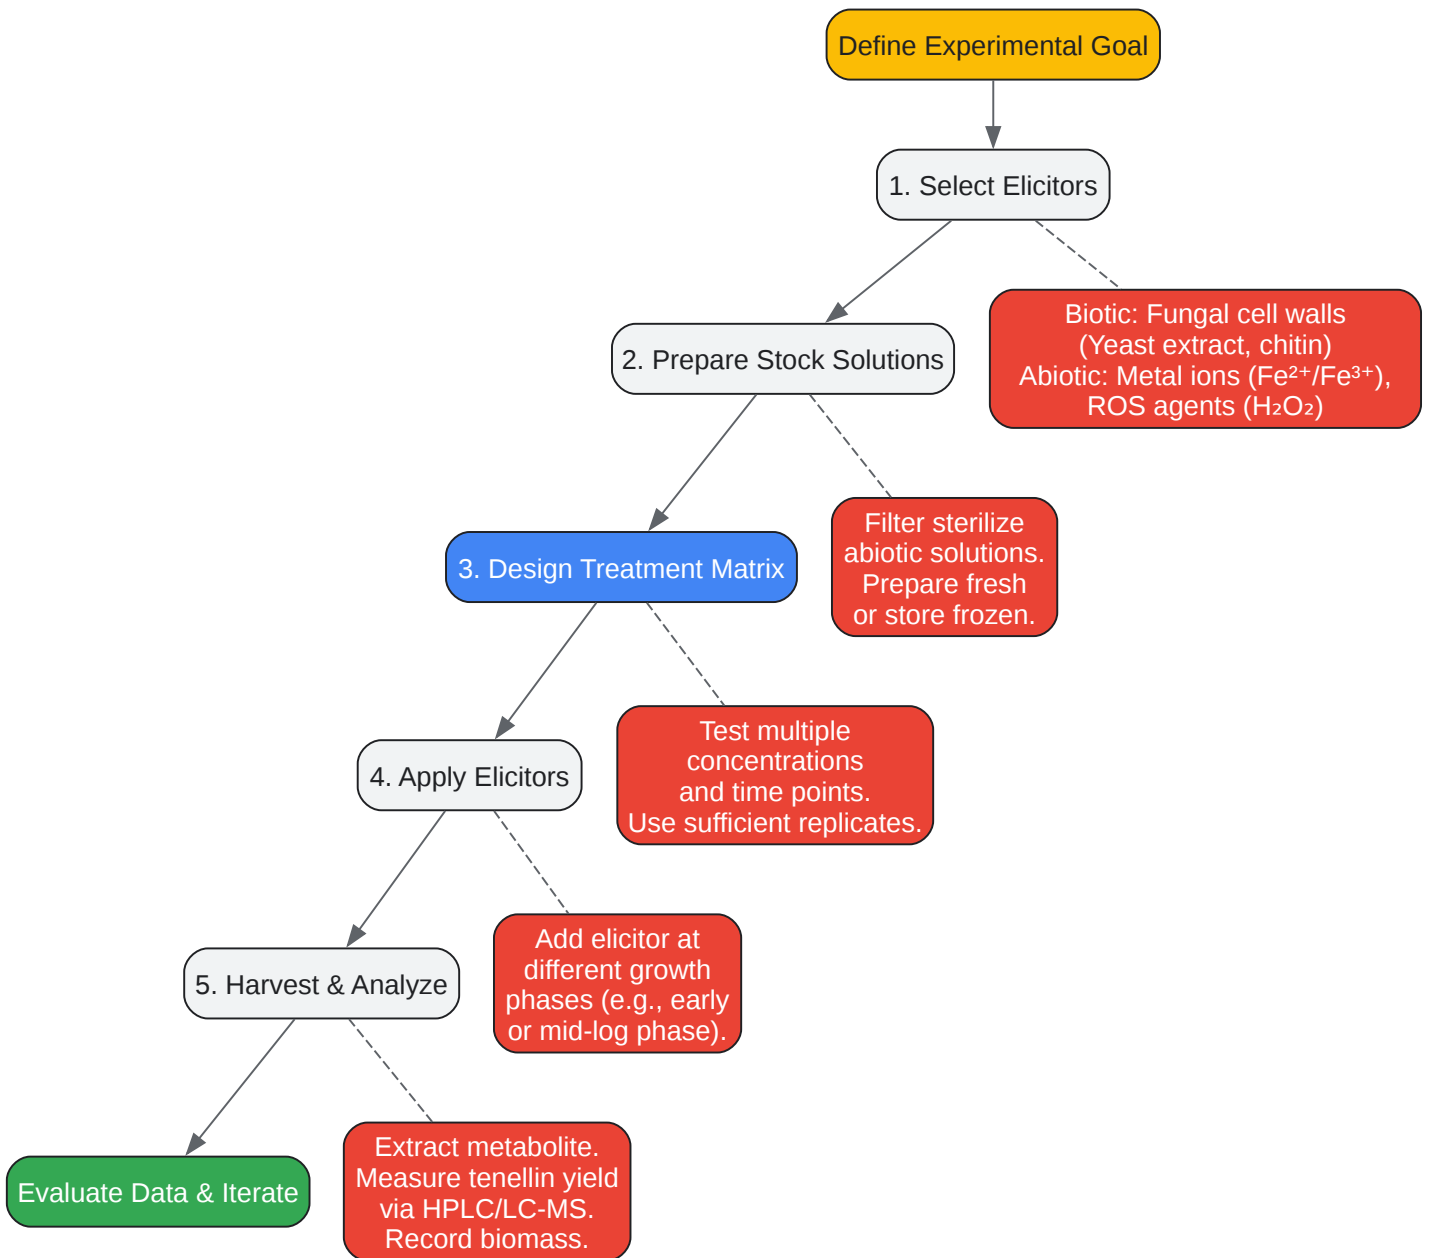 Define Experimental Goal
1. Select Elicitors
Biotic: Fungal cell walls
(Yeast extract, chitin)
Abiotic: Metal ions (Fe²⁺/Fe³⁺),
ROS agents (H₂O₂)
2. Prepare Stock Solutions
Filter sterilize
abiotic solutions.
Prepare fresh
or store frozen.
3. Design Treatment Matrix
Test multiple
concentrations
and time points.
Use sufficient replicates.
4. Apply Elicitors
Add elicitor at
different growth
phases (e.g., early
or mid-log phase).
5. Harvest & Analyze
Extract metabolite.
Measure tenellin yield
via HPLC/LC-MS.
Record biomass.
Evaluate Data & Iterate